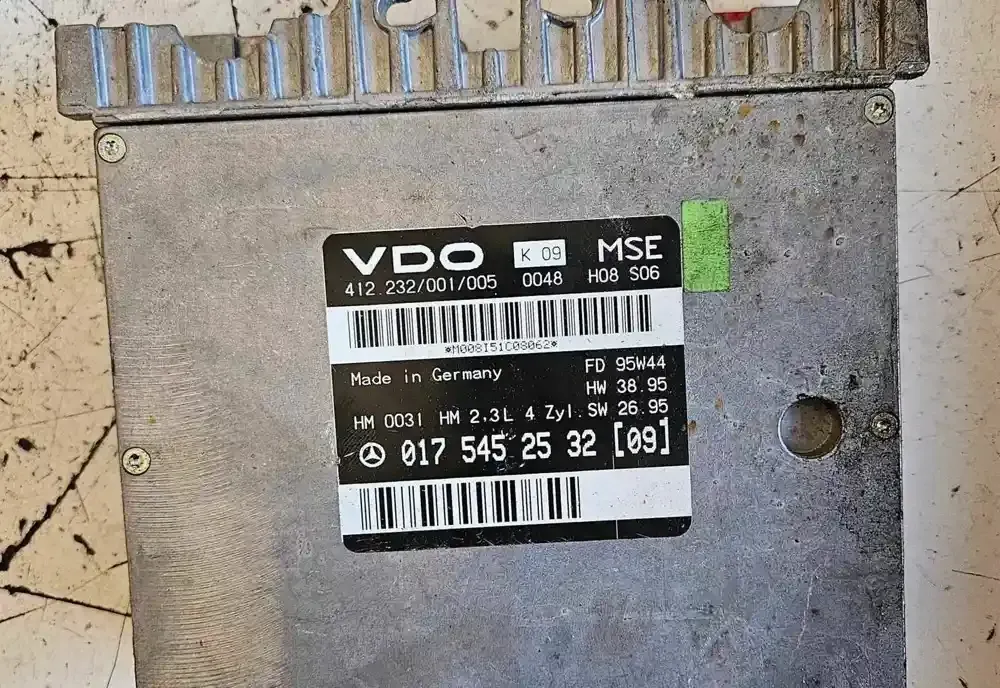 VDO K 09 MSE
412.232/001/005 0048 H08 S06
*M008I51C08062*
Made in Germany FD 95W44
HW 38.95
HM 0031 HM 2,3L 4 Zyl. SW 26.95
017 545 25 32 [09]